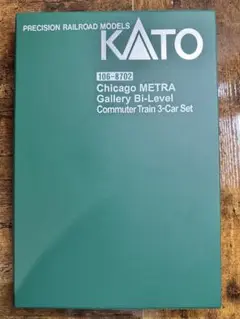 PRECISION RAILROAD MODELS
KATO
106-8702
Chicago METRA
Gallery Bi-Level
Commuter Train 3-Car Set